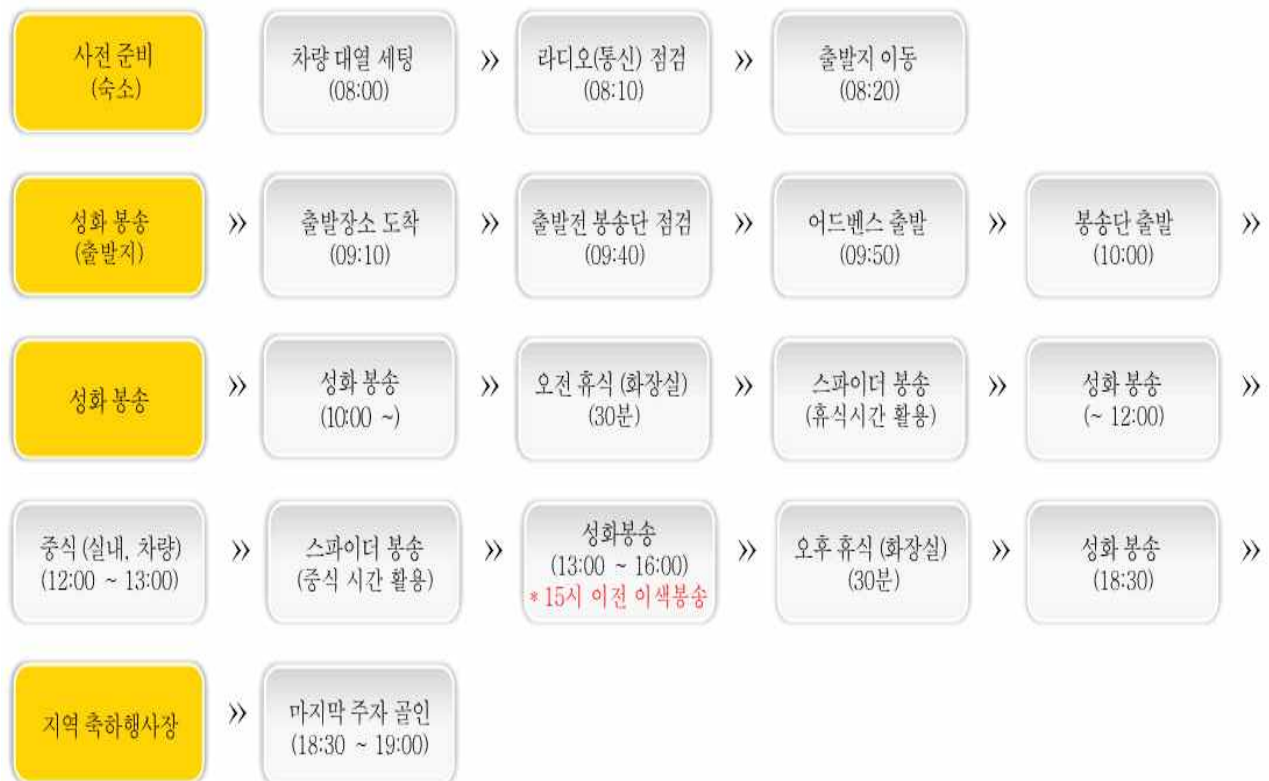 사전 준비
(숙소)
차량 대열 세팅
(08:00)
»
라디오(통신) 점검
(08:10)
»
출발지 이동
(08:20)
성화 봉송
(출발지)
»
출발장소 도착
(09:10)
»
출발전 봉송단 점검
(09:40)
»
어드벤스 출발
(09:50)
»
봉송단 출발
(10:00)
»
성화 봉송
»
성화 봉송
(10:00 ~)
»
오전 휴식 (화장실)
(30분)
»
스파이더 봉송
(휴식시간 활용)
»
성화 봉송
(~ 12:00)
»
중식 (실내, 차량)
(12:00 ~ 13:00)
»
스파이더 봉송
(중식 시간 활용)
»
성화봉송
(13:00 ~ 16:00)
* 15시 이전 이색봉송
»
오후 휴식 (화장실)
(30분)
»
성화 봉송
(18:30)
»
지역 축하행사장
»
마지막 주자 골인
(18:30 ~ 19:00)